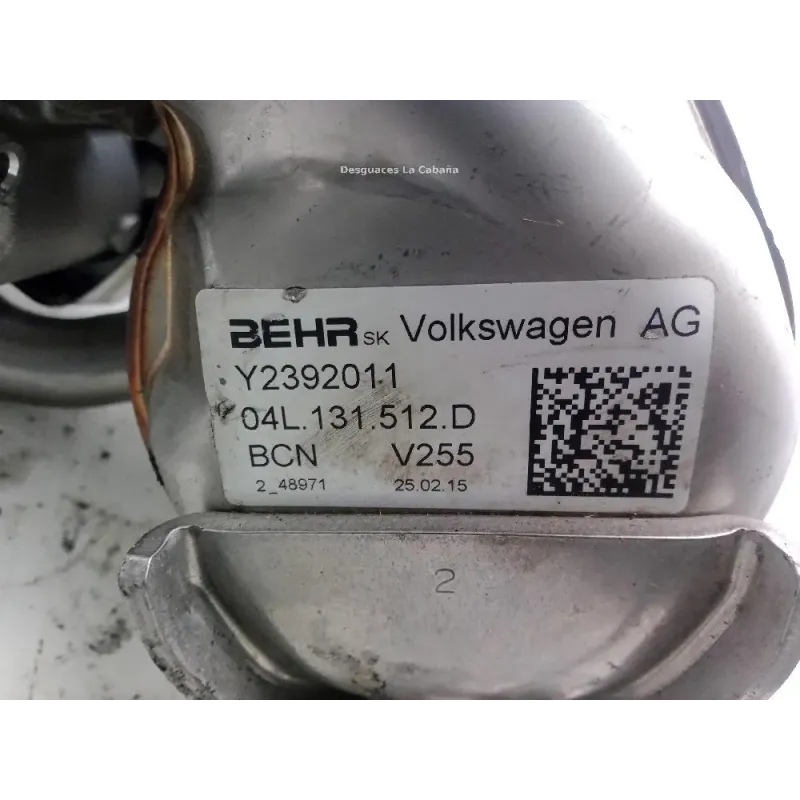 Desguaces La Cabaña
BEHR SK Volkswagen AG
Y2392011
04L.131.512.D
BCN V255
2_48971 25.02.15
2